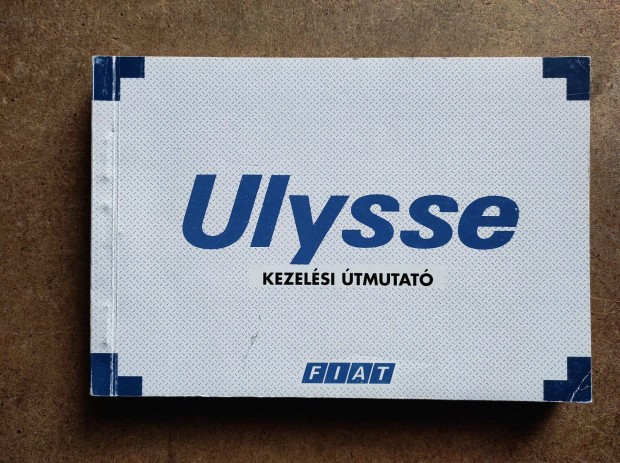 Ulysse
KEZELÉSI ÚTMUTATÓ
FIAT